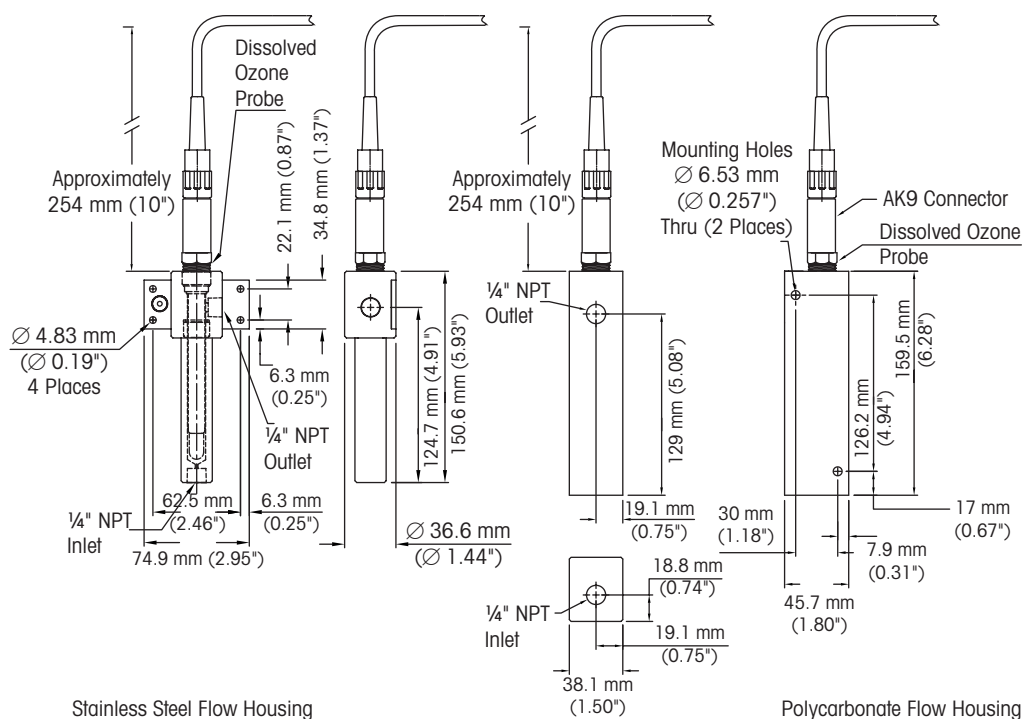 Dissolved
Ozone
Probe
Approximately
254 mm (10")
22.1 mm (0.87")
34.8 mm (1.37")
Ø 4.83 mm
(Ø 0.19")
4 Places
6.3 mm
(0.25")
¼" NPT
Outlet
62.5 mm
(2.46")
6.3 mm
(0.25")
¼" NPT
Inlet
74.9 mm (2.95")
124.7 mm (4.91")
150.6 mm (5.93")
Ø 36.6 mm
(Ø 1.44")
Stainless Steel Flow Housing
Approximately
254 mm (10")
¼" NPT
Outlet
129 mm (5.08")
19.1 mm
(0.75")
¼" NPT
Inlet
18.8 mm
(0.74")
19.1 mm
(0.75")
38.1 mm
(1.50")
Mounting Holes
Ø 6.53 mm
(Ø 0.257")
Thru (2 Places)
AK9 Connector
Dissolved Ozone
Probe
159.5 mm
(6.28")
126.2 mm
(4.94")
30 mm
(1.18")
17 mm
(0.67")
7.9 mm
(0.31")
45.7 mm
(1.80")
Polycarbonate Flow Housing